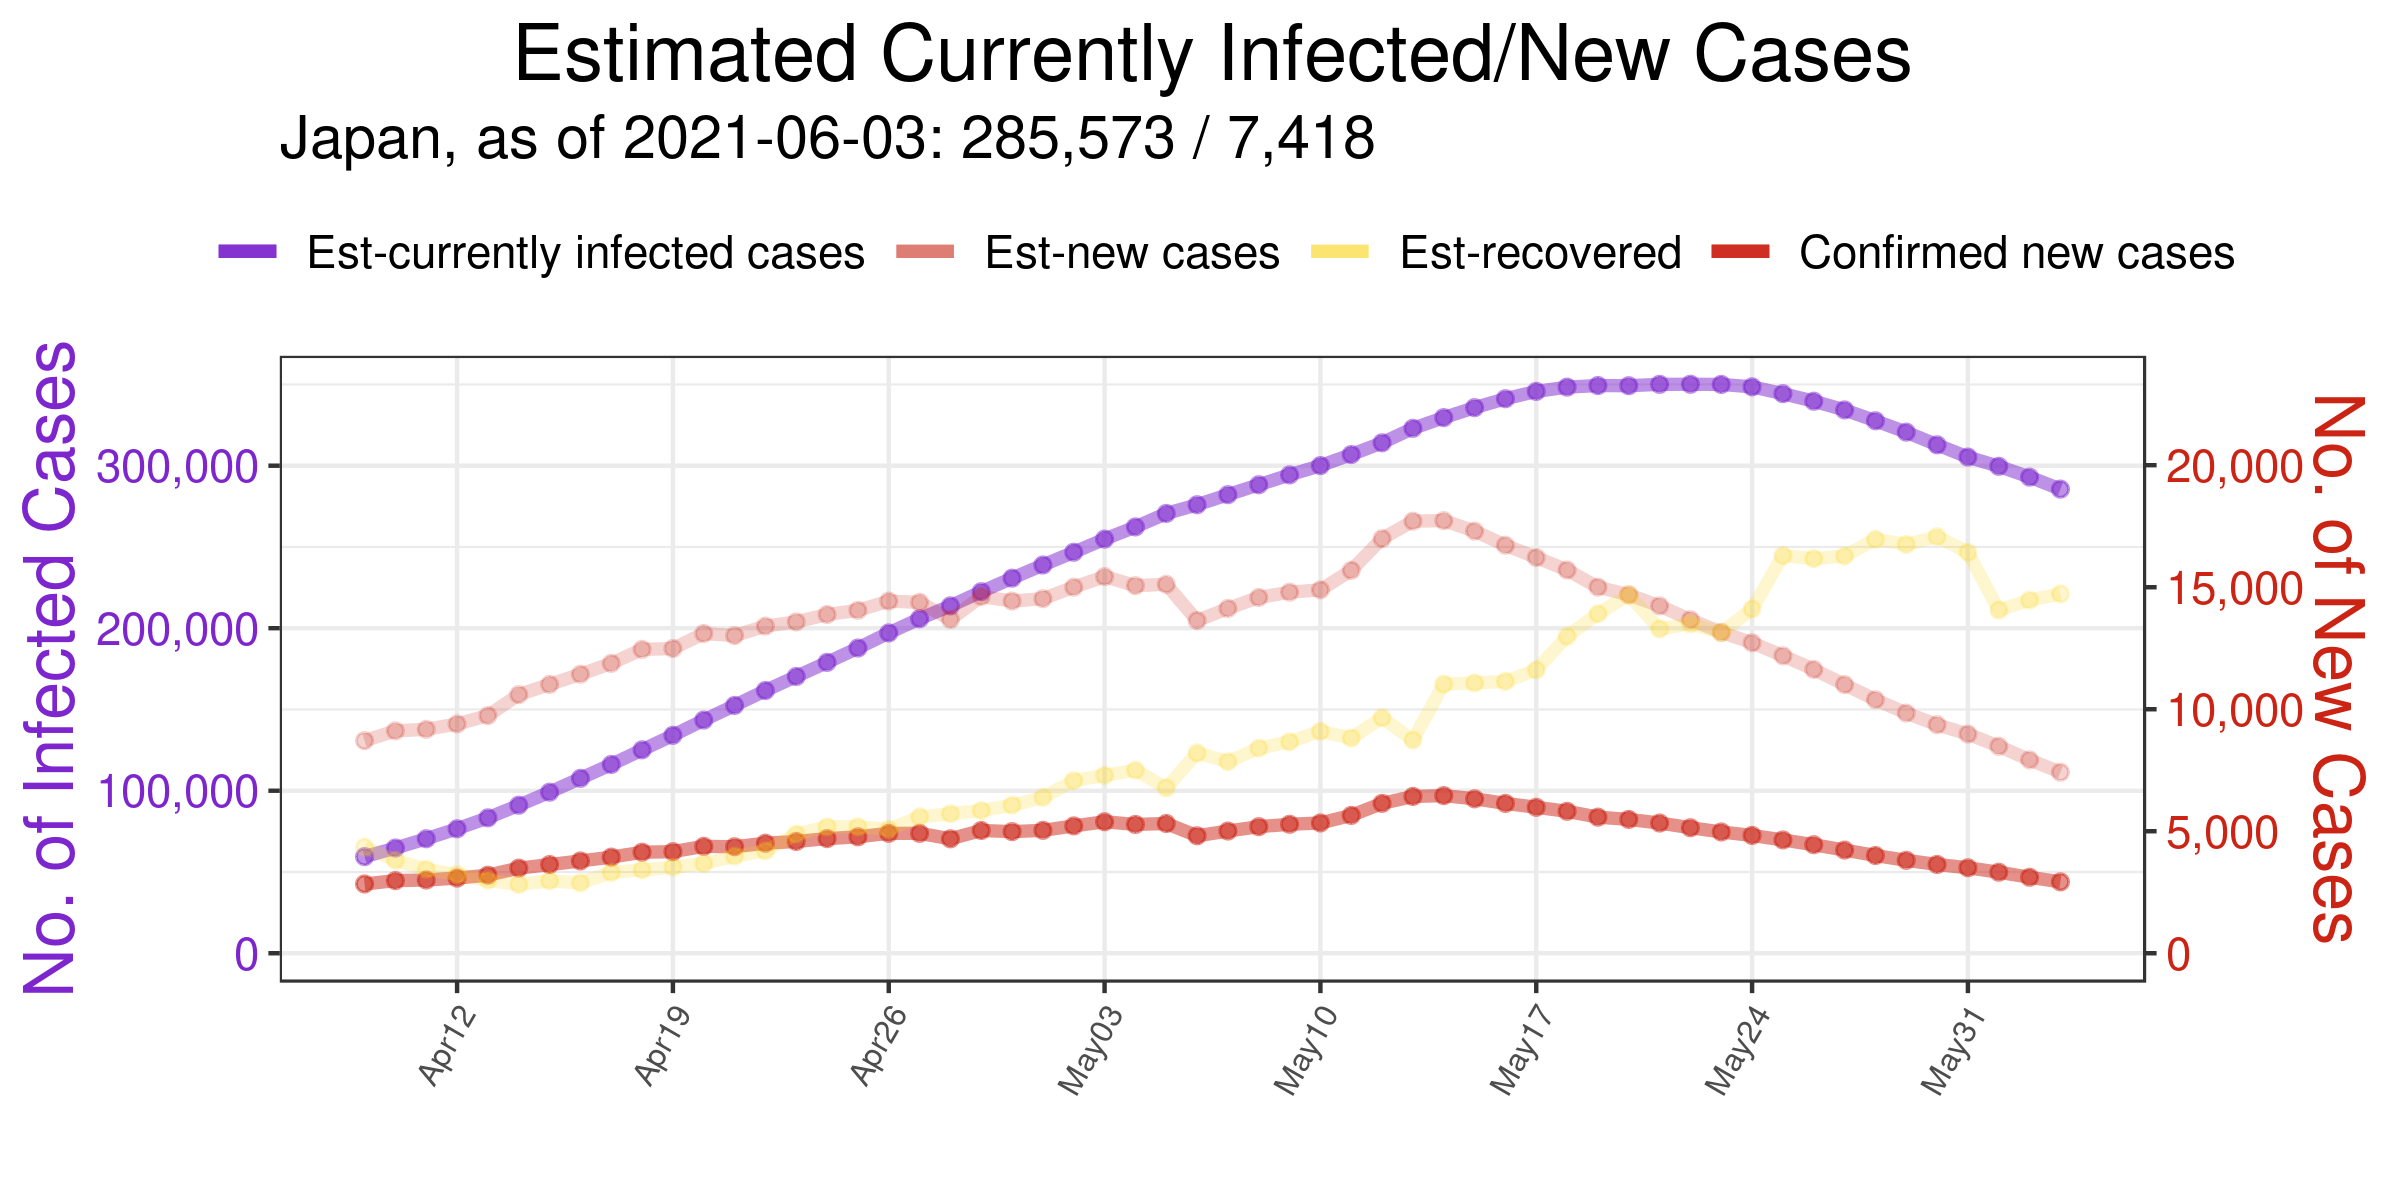 Estimated Currently Infected/New Cases
Japan, as of 2021-06-03: 285,573 / 7,418
Est-currently infected cases Est-new cases Est-recovered Confirmed new cases
No. of Infected Cases
300,000
200,000
100,000
0
20,000
15,000
10,000
5,000
0
No. of New Cases
Apr12 Apr19 Apr26 May03 May10 May17 May24 May31